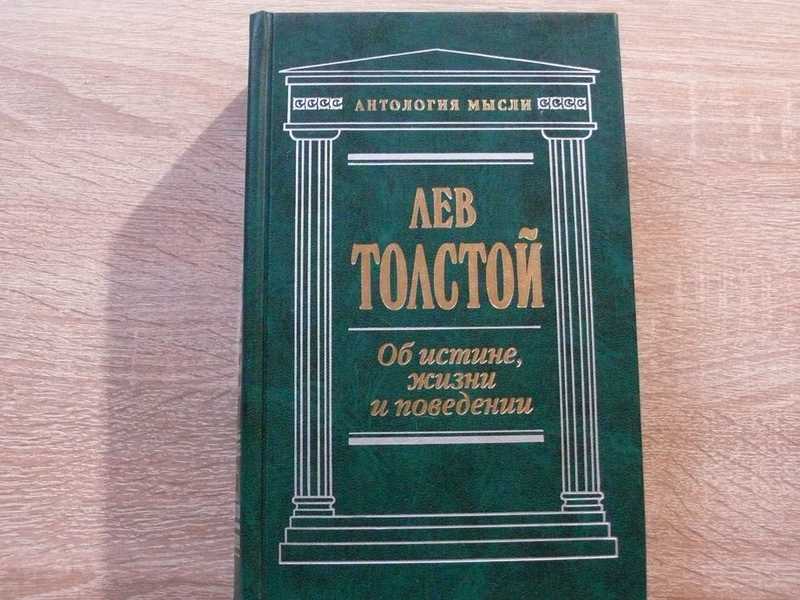 АНТОЛОГИЯ МЫСЛИ
ЛЕВ
ТОЛСТОЙ
Об истине,
жизни
и поведении